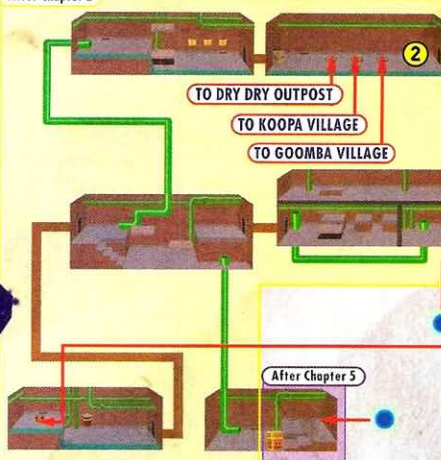 2
TO DRY DRY OUTPOST
TO KOOPA VILLAGE
TO GOOMBA VILLAGE
After Chapter 5